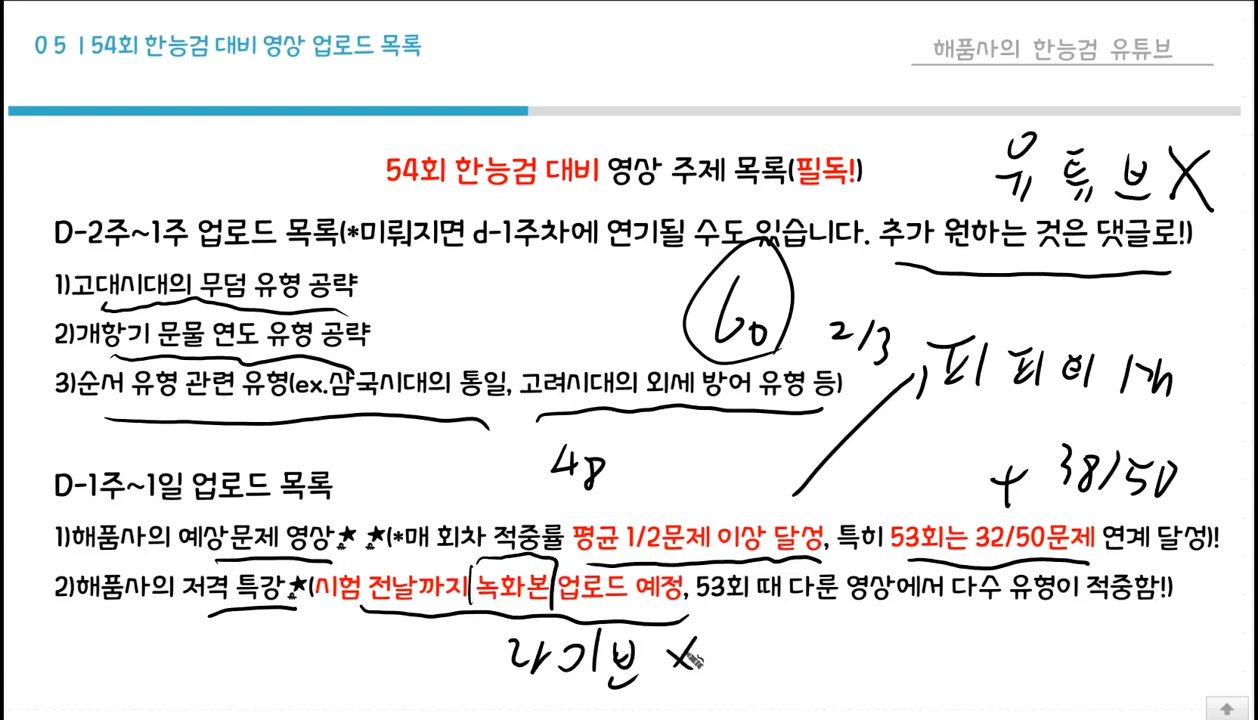 05 | 54회 한능검 대비 영상 업로드 목록
해품사의 한능검 유튜브
유튜브X
54회 한능검 대비 영상 주제 목록(필독!)
D-2주~1주 업로드 목록(*미뤄지면 d-1주차에 연기될 수도 있습니다. 추가 원하는 것은 댓글로!)
1)고대시대의 무덤 유형 공략
60
2)개항기 문물 연도 유형 공략
2/3
피피티 1개
3)순서 유형 관련 유형(ex.삼국시대의 통일, 고려시대의 외세 방어 유형 등)
48
+ 38/50
D-1주~1일 업로드 목록
1)해품사의 예상문제 영상★ ★(*매 회차 적중률 평균 1/2문제 이상 달성, 특히 53회는 32/50문제 연계 달성)!
2)해품사의 저격 특강★(시험 전날까지 녹화본 업로드 예정, 53회 때 다룬 영상에서 다수 유형이 적중함!)
라이브 X